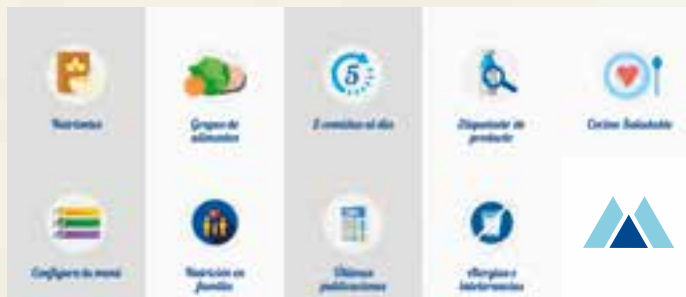 Nutrientes
Grupos de
alimentos
5
5 comidas al día
Etiquetado de
producto
Cocina Saludable
Configura tu menú
Nutrición en
familia
Últimas
publicaciones
Alergias e
intolerancias